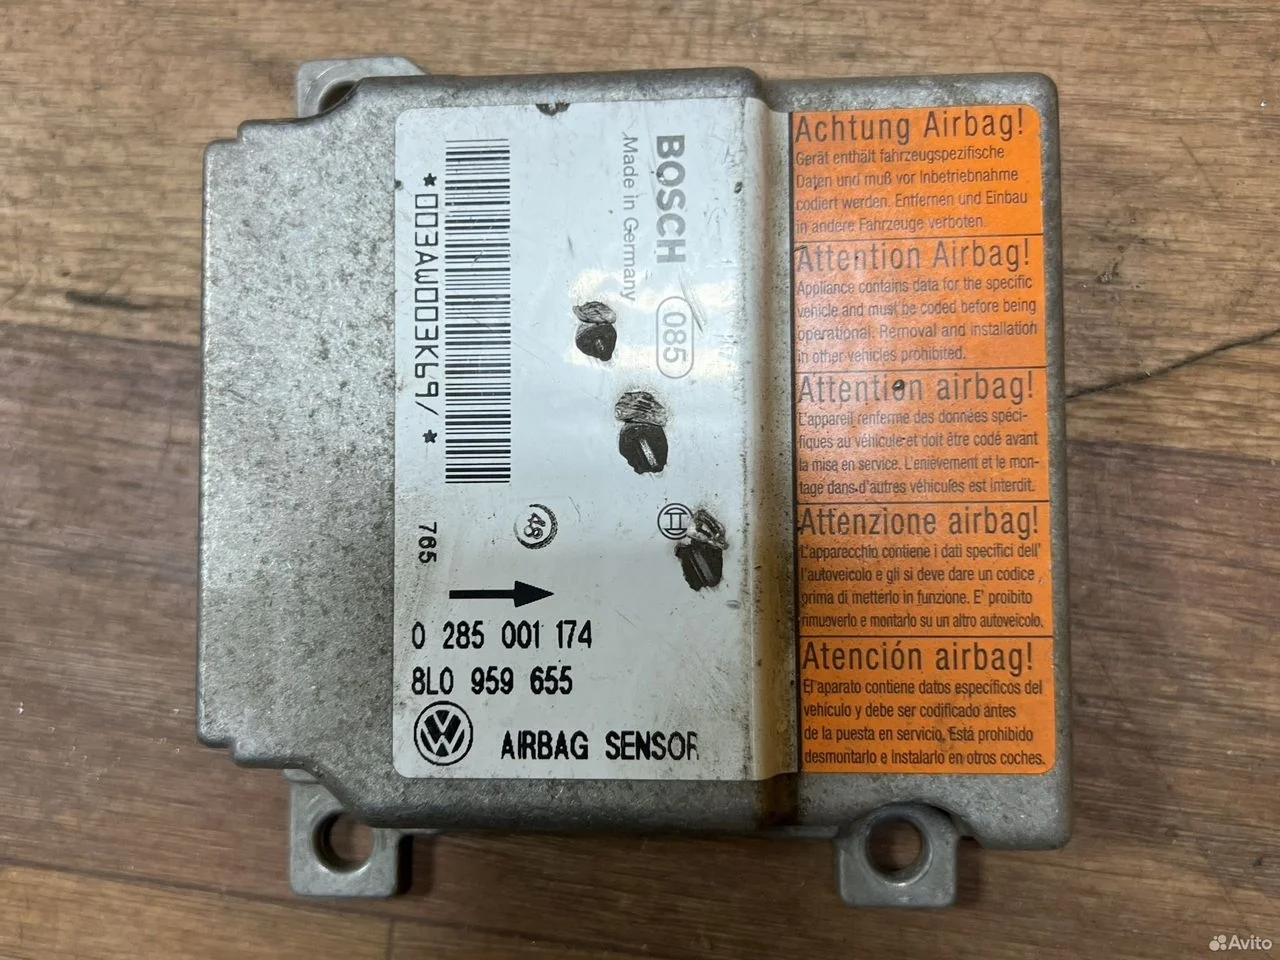 *003AW003K69/*
765
BOSCH
Made in Germany
085
48
0 285 001 174
8L0 959 655
AIRBAG SENSOR
Achtung Airbag!
Gerät enthält fahrzeugspezifische
Daten und muß vor Inbetriebnahme
codiert werden. Entfernen und Einbau
in andere Fahrzeuge verboten.
Attention Airbag!
Appliance contains data for the specific
vehicle and must be coded before being
operational. Removal and installation
in other vehicles prohibited.
Attention airbag!
L'appareil renferme des données spéci-
fiques au véhicule et doit être codé avant
la mise en service. L'enlèvement et le mon-
tage dans d'autres véhicules est interdit.
Attenzione airbag!
L'apparecchio contiene i dati specifici dell'
l'autoveicolo e gli si deve dare un codice
prima di metterlo in funzione. E' proibito
rimuoverlo e montarlo su un altro autoveicolo.
Atención airbag!
El aparato contiene datos específicos del
vehículo y debe ser codificado antes
de la puesta en servicio. Está prohibido
desmontarlo e instalarlo en otros coches.
Avito